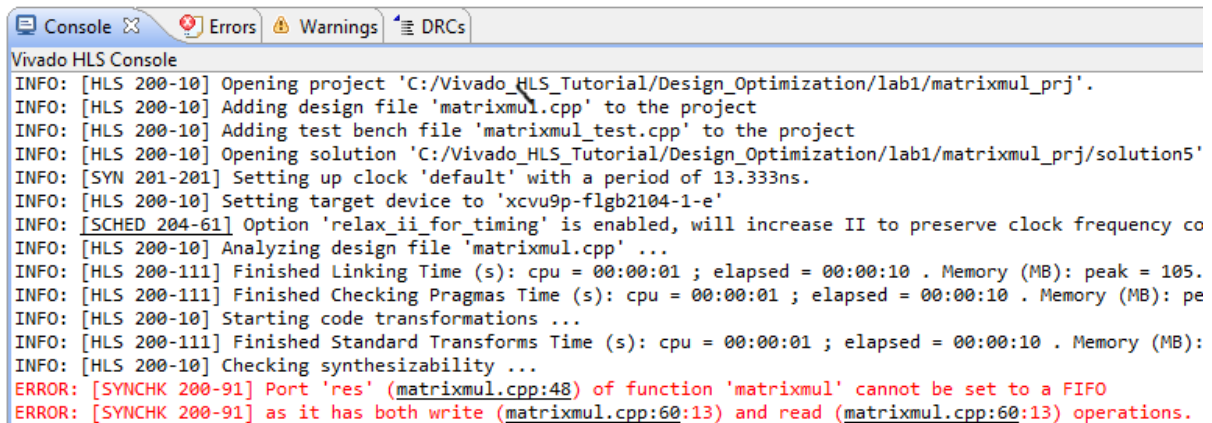 Console Errors Warnings DRCs
Vivado HLS Console
INFO: [HLS 200-10] Opening project 'C:/Vivado_HLS_Tutorial/Design_Optimization/lab1/matrixmul_prj'.
INFO: [HLS 200-10] Adding design file 'matrixmul.cpp' to the project
INFO: [HLS 200-10] Adding test bench file 'matrixmul_test.cpp' to the project
INFO: [HLS 200-10] Opening solution 'C:/Vivado_HLS_Tutorial/Design_Optimization/lab1/matrixmul_prj/solution5'
INFO: [SYN 201-201] Setting up clock 'default' with a period of 13.333ns.
INFO: [HLS 200-10] Setting target device to 'xcvu9p-flgb2104-1-e'
INFO: [SCHED 204-61] Option 'relax_ii_for_timing' is enabled, will increase II to preserve clock frequency co
INFO: [HLS 200-10] Analyzing design file 'matrixmul.cpp' ...
INFO: [HLS 200-111] Finished Linking Time (s): cpu = 00:00:01 ; elapsed = 00:00:10 . Memory (MB): peak = 105.
INFO: [HLS 200-111] Finished Checking Pragmas Time (s): cpu = 00:00:01 ; elapsed = 00:00:10 . Memory (MB): pe
INFO: [HLS 200-10] Starting code transformations ...
INFO: [HLS 200-111] Finished Standard Transforms Time (s): cpu = 00:00:01 ; elapsed = 00:00:10 . Memory (MB):
INFO: [HLS 200-10] Checking synthesizability ...
ERROR: [SYNCHK 200-91] Port 'res' (matrixmul.cpp:48) of function 'matrixmul' cannot be set to a FIFO
ERROR: [SYNCHK 200-91] as it has both write (matrixmul.cpp:60:13) and read (matrixmul.cpp:60:13) operations.